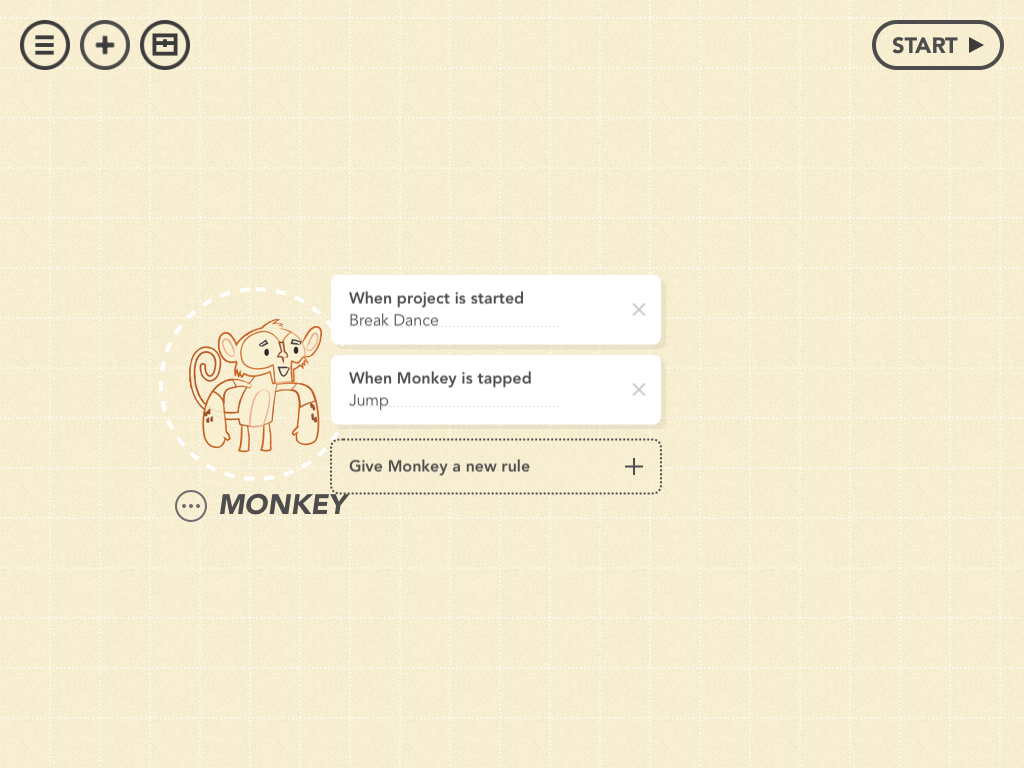 START
When project is started
Break Dance
When Monkey is tapped
Jump
Give Monkey a new rule
MONKEY